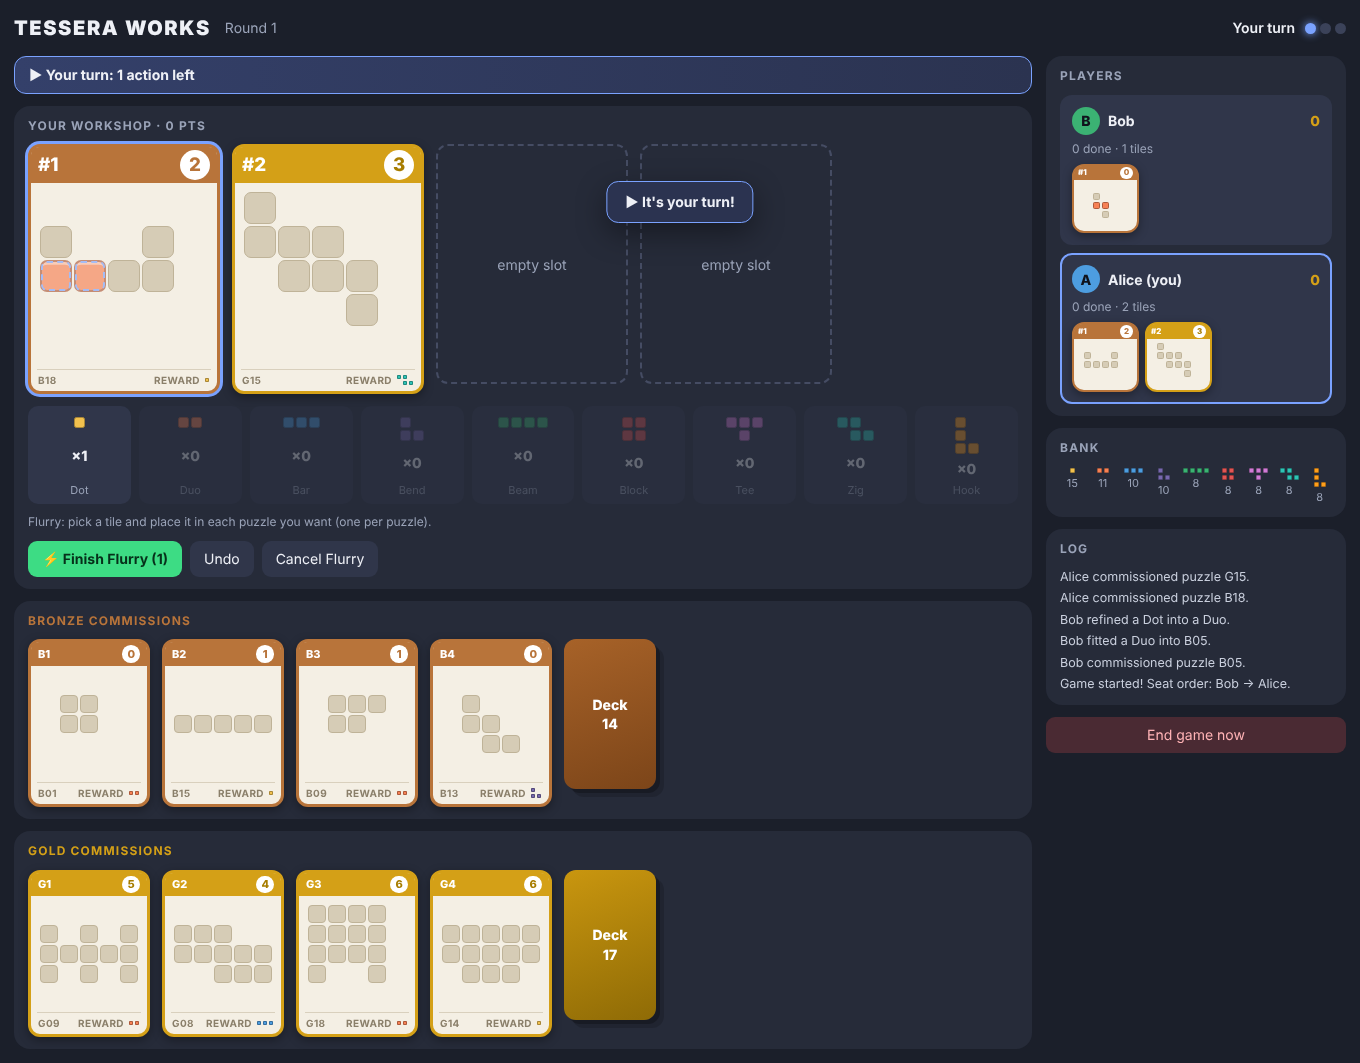 TESSERA WORKS Round 1
Your turn
▶ Your turn: 1 action left
YOUR WORKSHOP · 0 PTS
#1 2
B18 REWARD
#2 3
G15 REWARD
empty slot
empty slot
▶ It's your turn!
×1
Dot
×0
Duo
×0
Bar
×0
Bend
×0
Beam
×0
Block
×0
Tee
×0
Zig
×0
Hook
Flurry: pick a tile and place it in each puzzle you want (one per puzzle).
⚡ Finish Flurry (1)
Undo
Cancel Flurry
BRONZE COMMISSIONS
B1 0
B01 REWARD
B2 1
B15 REWARD
B3 1
B09 REWARD
B4 0
B13 REWARD
Deck
14
GOLD COMMISSIONS
G1 5
G09 REWARD
G2 4
G08 REWARD
G3 6
G18 REWARD
G4 6
G14 REWARD
Deck
17
PLAYERS
B Bob 0
0 done · 1 tiles
#1 0
A Alice (you) 0
0 done · 2 tiles
#1 2
#2 3
BANK
15 11 10 10 8 8 8 8 8
LOG
Alice commissioned puzzle G15.
Alice commissioned puzzle B18.
Bob refined a Dot into a Duo.
Bob fitted a Duo into B05.
Bob commissioned puzzle B05.
Game started! Seat order: Bob → Alice.
End game now